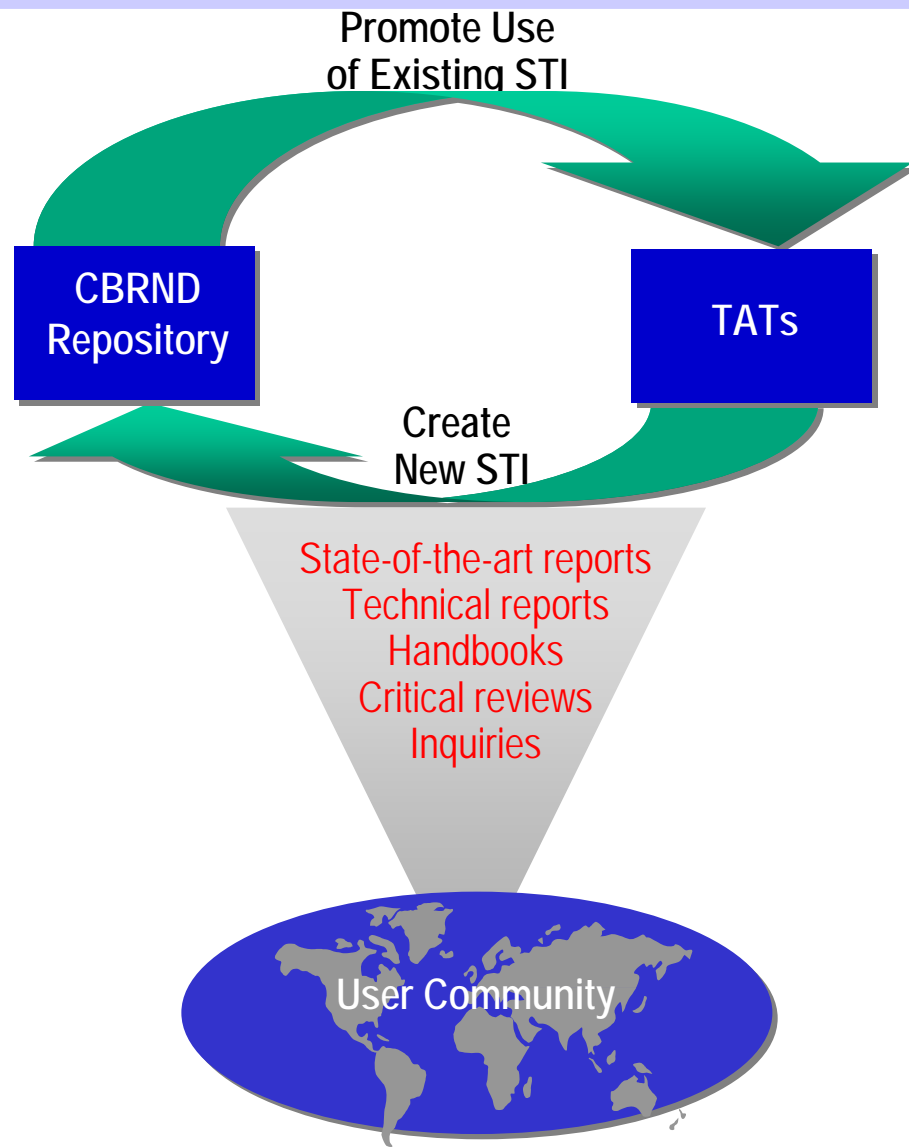 Promote Use
of Existing STI
CBRND
Repository
TATs
Create
New STI
State-of-the-art reports
Technical reports
Handbooks
Critical reviews
Inquiries
User Community